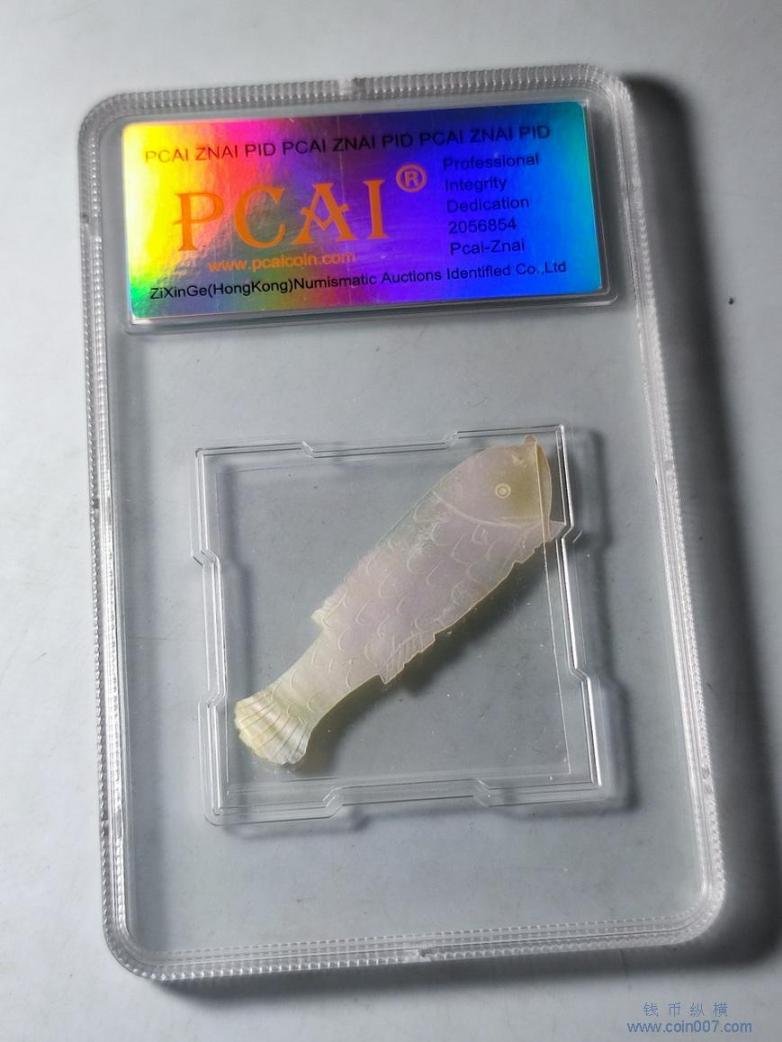 PCAI ZNAI PID PCAI ZNAI PID PCAI ZNAI PID
PCAI®
www.pcaicoin.com
Professional
Integrity
Dedication
2056854
Pcai-Znai
ZiXinGe(HongKong)Numismatic Auctions Identified Co.,Ltd
钱币纵横
www.coin007.com